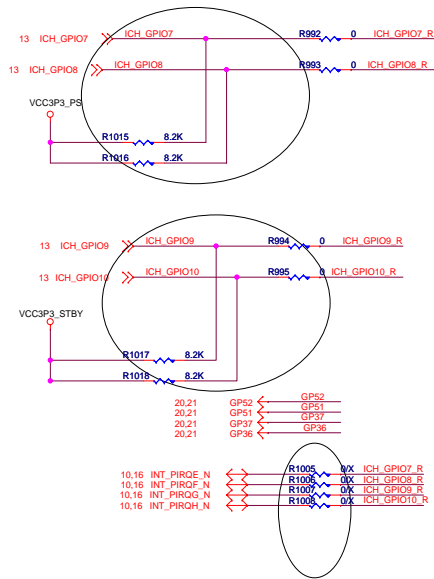 13 ICH_GPIO7 ICH_GPIO7 R992 0 ICH_GPIO7_R
13 ICH_GPIO8 ICH_GPIO8 R993 0 ICH_GPIO8_R
VCC3P3_PS
R1015 8.2K
R1016 8.2K
13 ICH_GPIO9 ICH_GPIO9 R994 0 ICH_GPIO9_R
13 ICH_GPIO10 ICH_GPIO10 R995 0 ICH_GPIO10_R
VCC3P3_STBY
R1017 8.2K
R1018 8.2K
20,21 GP52 GP52
20,21 GP51 GP51
20,21 GP37 GP37
20,21 GP36 GP36
10,16 INT_PIRQE_N R1005 0/X ICH_GPIO7_R
10,16 INT_PIRQF_N R1006 0/X ICH_GPIO8_R
10,16 INT_PIRQG_N R1007 0/X ICH_GPIO9_R
10,16 INT_PIRQH_N R1008 0/X ICH_GPIO10_R